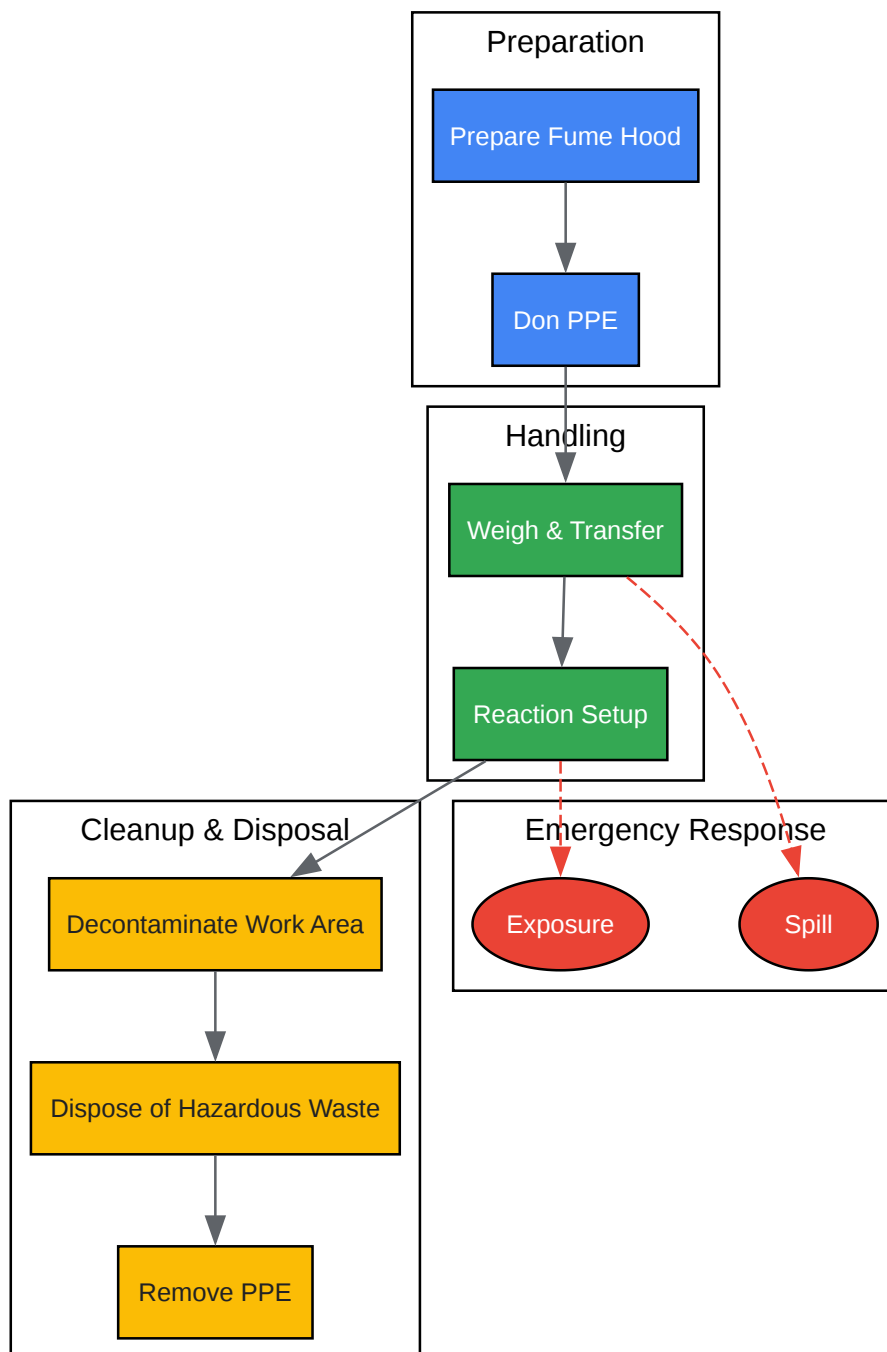 Preparation
Prepare Fume Hood
Don PPE
Handling
Weigh & Transfer
Reaction Setup
Cleanup & Disposal
Emergency Response
Decontaminate Work Area
Exposure
Spill
Dispose of Hazardous Waste
Remove PPE